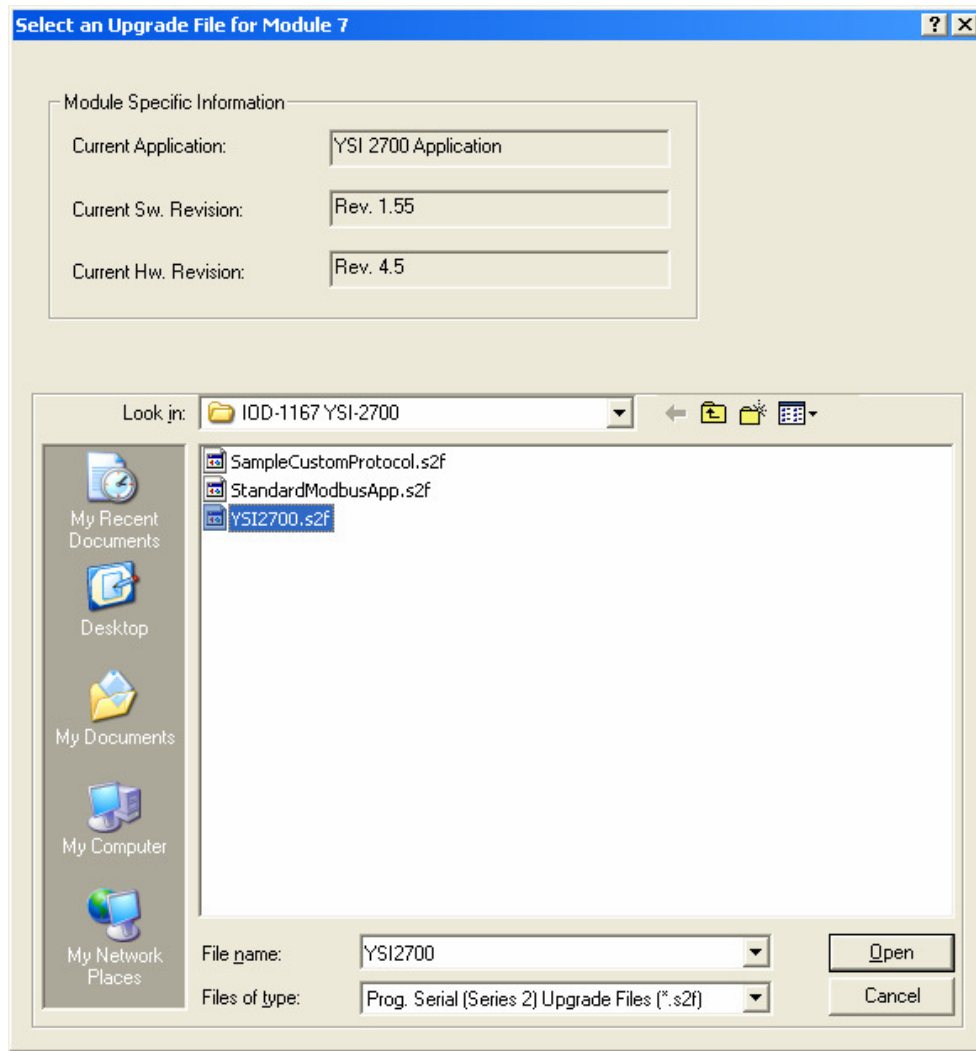 Select an Upgrade File for Module 7
Module Specific Information
Current Application: YSI 2700 Application
Current Sw. Revision: Rev. 1.55
Current Hw. Revision: Rev. 4.5
Look in: IOD-1167 YSI-2700
SampleCustomProtocol.s2f
StandardModbusApp.s2f
YSI2700.s2f
My Recent
Documents
Desktop
My Documents
My Computer
My Network
Places
File name: YSI2700 Open
Files of type: Prog. Serial (Series 2) Upgrade Files (*.s2f) Cancel